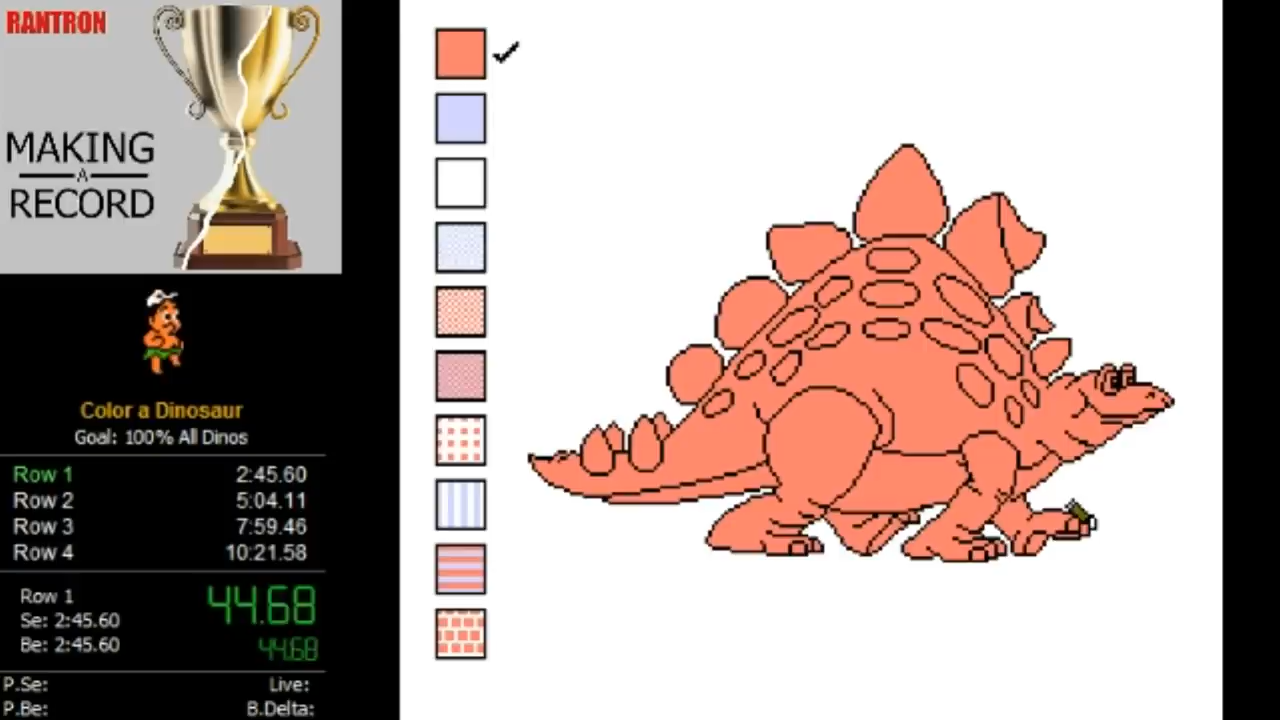 RANTRON
MAKING
A
RECORD
Color a Dinosaur
Goal: 100% All Dinos
Row 1 2:45.60
Row 2 5:04.11
Row 3 7:59.46
Row 4 10:21.58
Row 1 44.68
Se: 2:45.60
Be: 2:45.60 44.68
P.Se: Live:
P.Be: B.Delta: